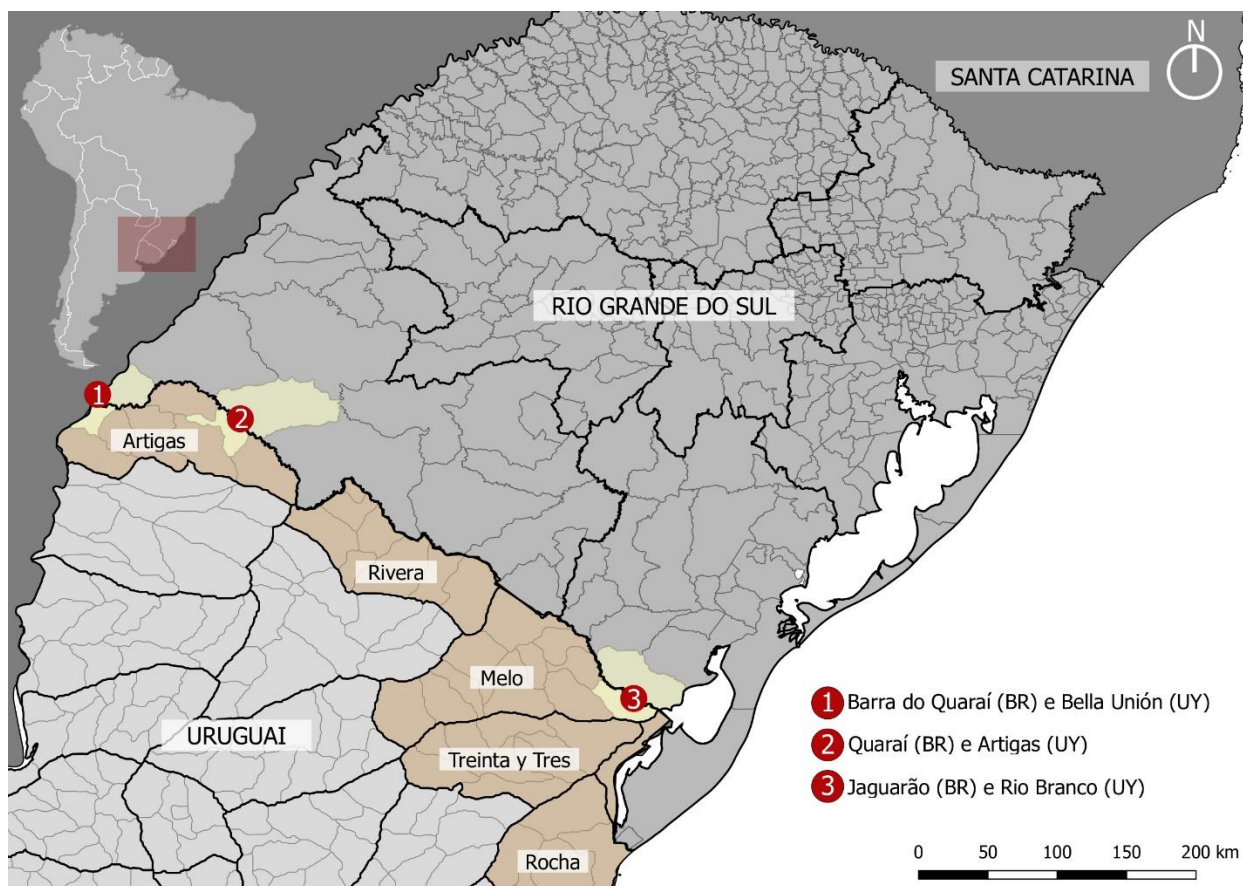 N
SANTA CATARINA
RIO GRANDE DO SUL
1
2
Artigas
Rivera
Melo
3
URUGUAI
Treinta y Tres
Rocha
1 Barra do Quaraí (BR) e Bella Unión (UY)
2 Quaraí (BR) e Artigas (UY)
3 Jaguarão (BR) e Rio Branco (UY)
0 50 100 150 200 km